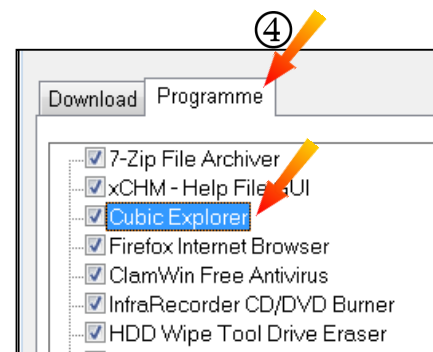 ④
Download Programme
7-Zip File Archiver
xCHM - Help File GUI
Cubic Explorer
Firefox Internet Browser
ClamWin Free Antivirus
InfraRecorder CD/DVD Burner
HDD Wipe Tool Drive Eraser